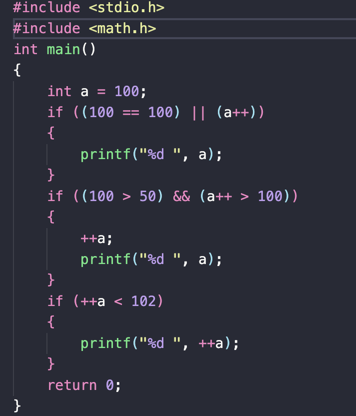 #include <stdio.h>
#include <math.h>
int main()
{
    int a = 100;
    if ((100 == 100) || (a++))
    {
        printf("%d ", a);
    }
    if ((100 > 50) && (a++ > 100))
    {
        ++a;
        printf("%d ", a);
    }
    if (++a < 102)
    {
        printf("%d ", ++a);
    }
    return 0;
}